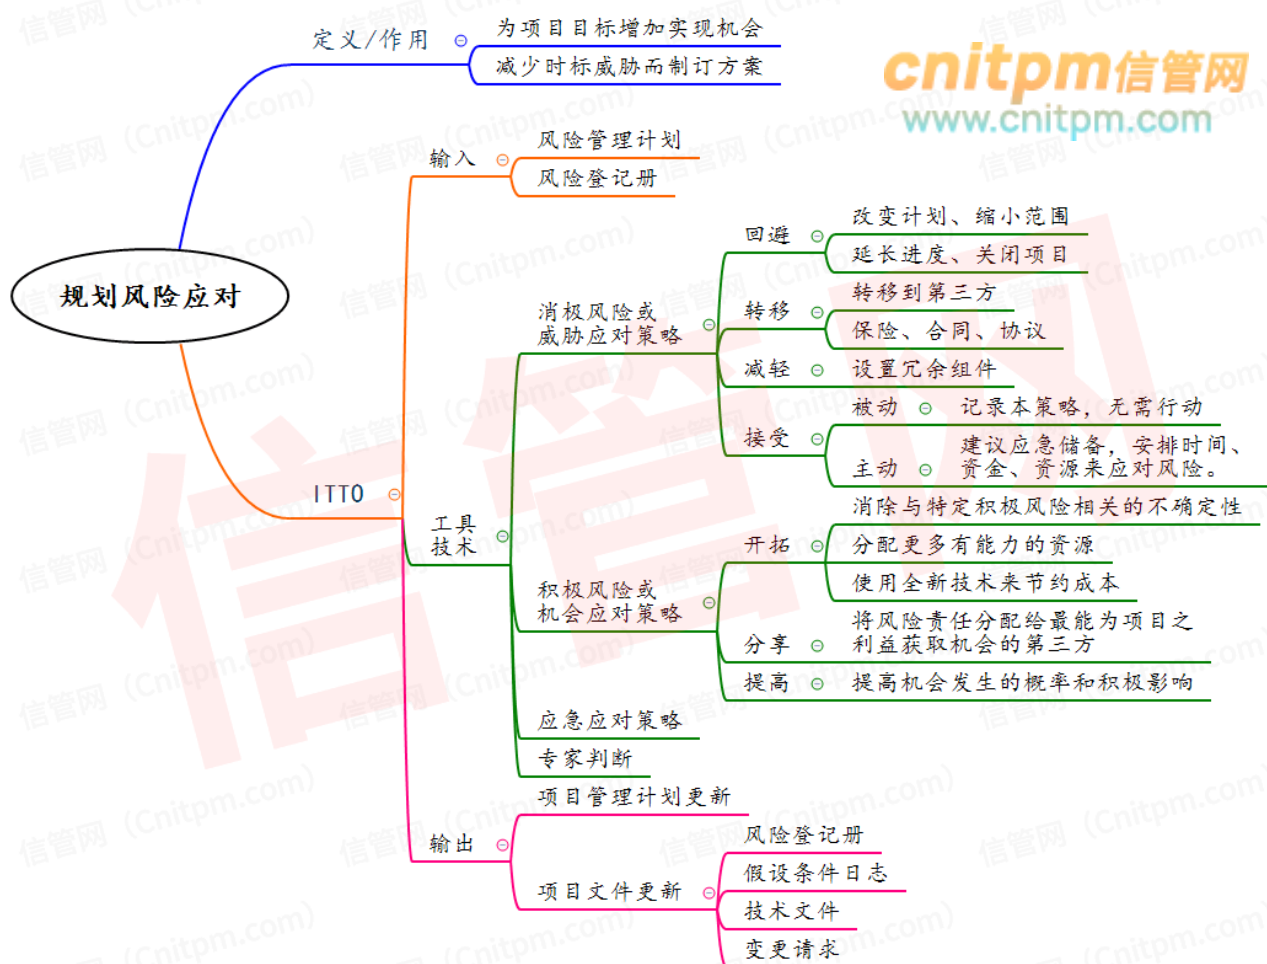 定义/作用
为项目目标增加实现机会
减少时标威胁而制订方案
cnitpm信管网
www.cnitpm.com
输入
风险管理计划
风险登记册
规划风险应对
ITTO
工具
技术
消极风险或
威胁应对策略
回避
改变计划、缩小范围
延长进度、关闭项目
转移
转移到第三方
保险、合同、协议
减轻
设置冗余组件
接受
被动
记录本策略，无需行动
主动
建议应急储备，安排时间、
资金、资源来应对风险。
积极风险或
机会应对策略
开拓
消除与特定积极风险相关的不确定性
分配更多有能力的资源
使用全新技术来节约成本
分享
将风险责任分配给最能为项目之
利益获取机会的第三方
提高
提高机会发生的概率和积极影响
应急应对策略
专家判断
输出
项目管理计划更新
项目文件更新
风险登记册
假设条件日志
技术文件
变更请求
信管网
信管网（Cnitpm.com）